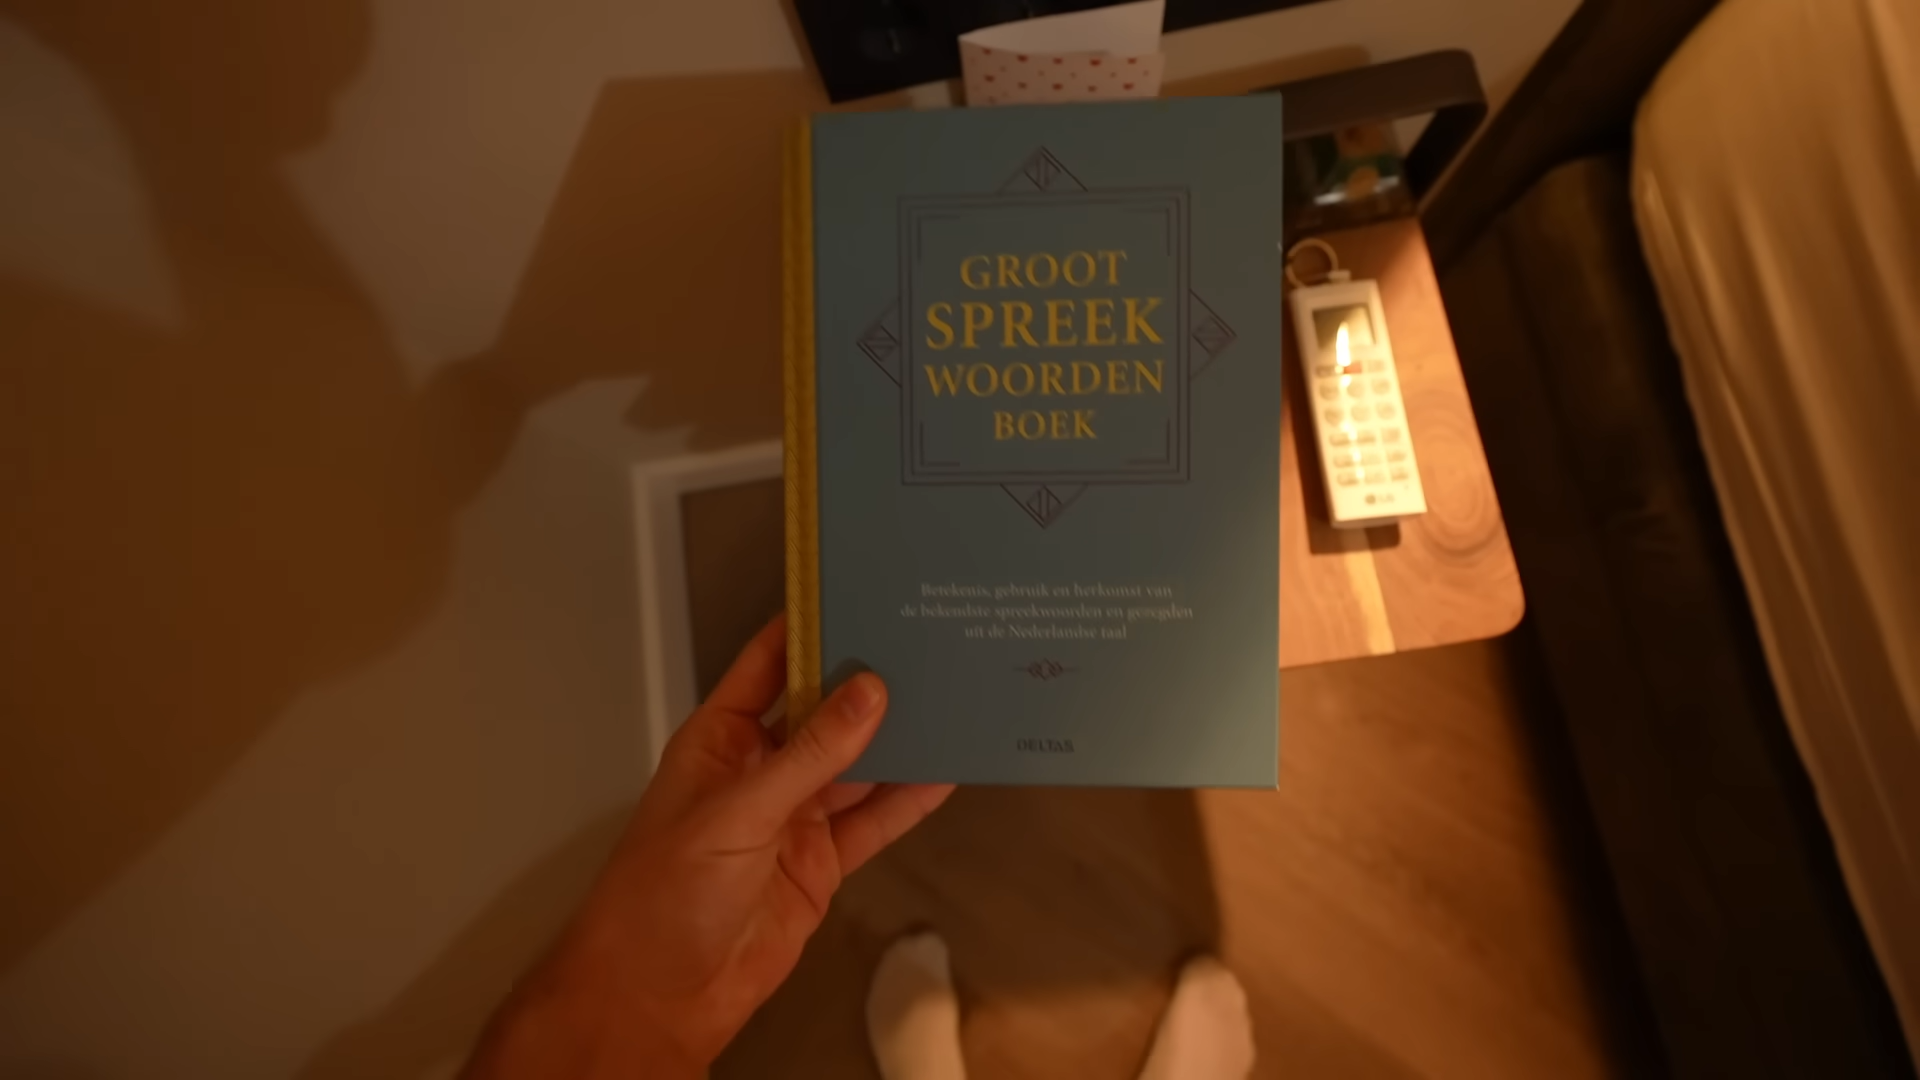 GROOT
SPREEK
WOORDEN
BOEK
Betekenis, gebruik en herkomst van
de bekendste spreekwoorden en gezegden
uit de Nederlandse taal
DELTAS
LG